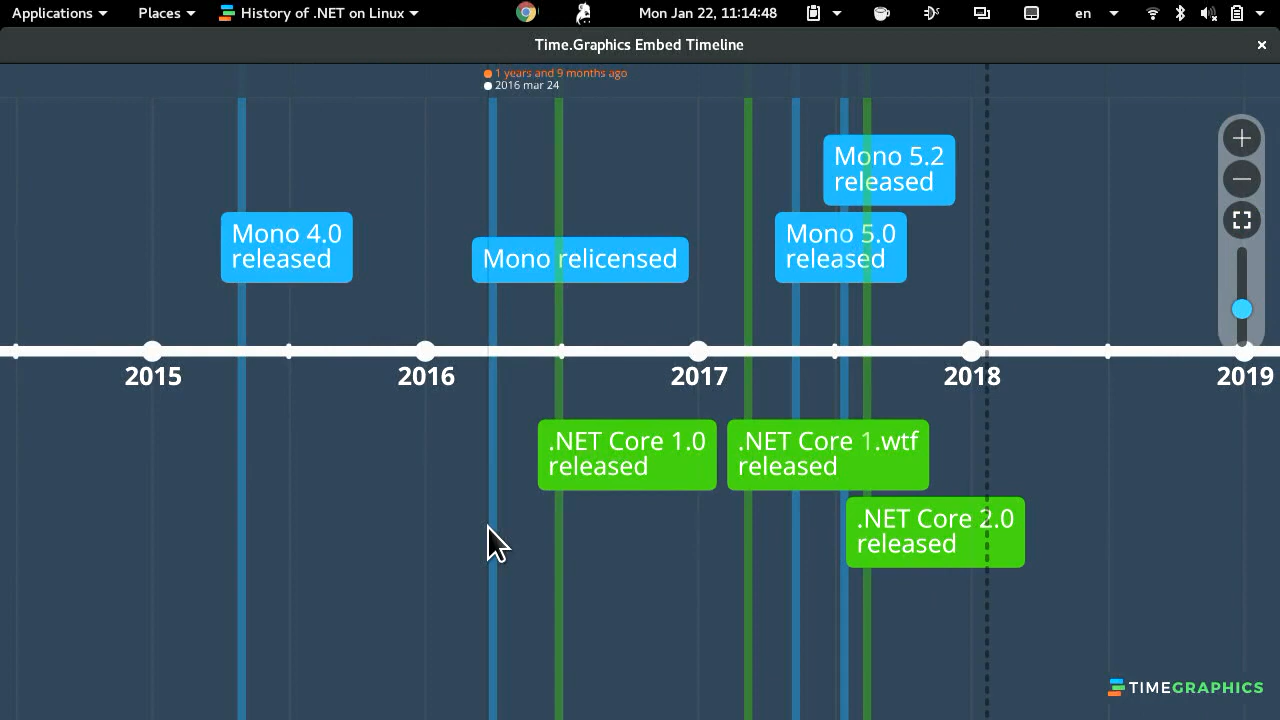 Applications
Places
History of .NET on Linux
Mon Jan 22, 11:14:48
en
Time.Graphics Embed Timeline
1 years and 9 months ago
2016 mar 24
Mono 5.2
released
Mono 4.0
released
Mono relicensed
Mono 5.0
released
2015
2016
2017
2018
2019
.NET Core 1.0
released
.NET Core 1.wtf
released
.NET Core 2.0
released
TIMEGRAPHICS